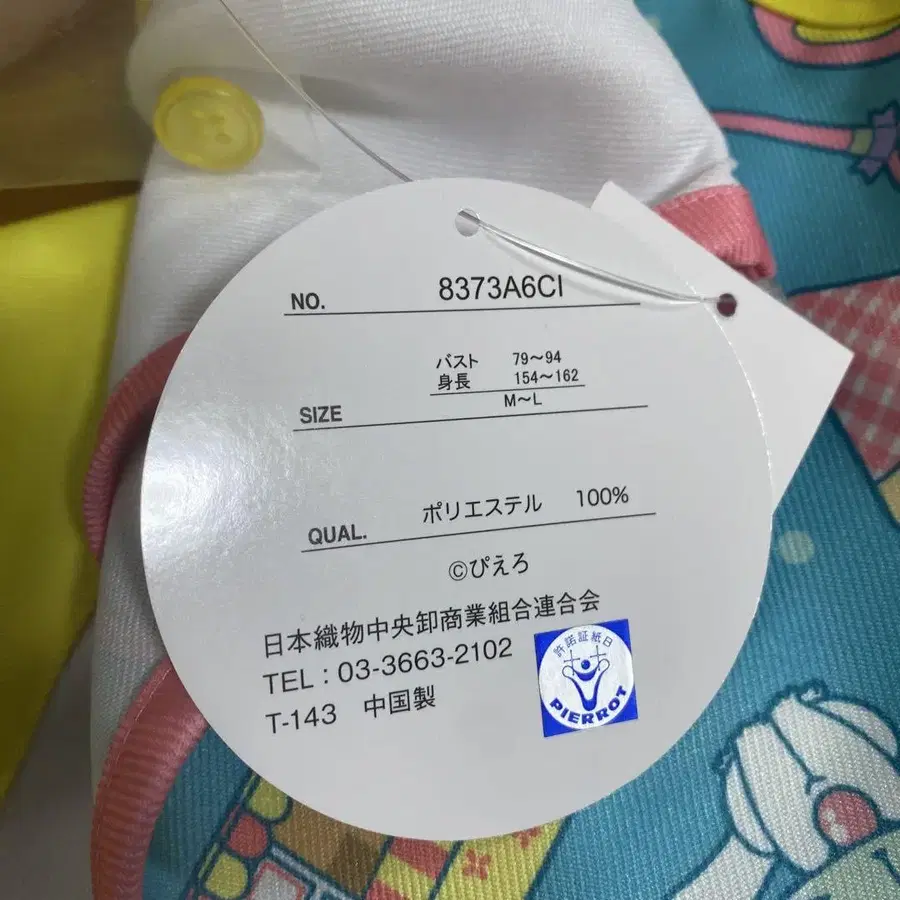 NO. 8373A6CI
バスト 79～94
身長 154～162
SIZE M～L
QUAL. ポリエステル 100%
©ぴえろ
日本織物中央卸商業組合連合会
TEL : 03-3663-2102
T-143 中国製
許諾証紙日
PIERROT